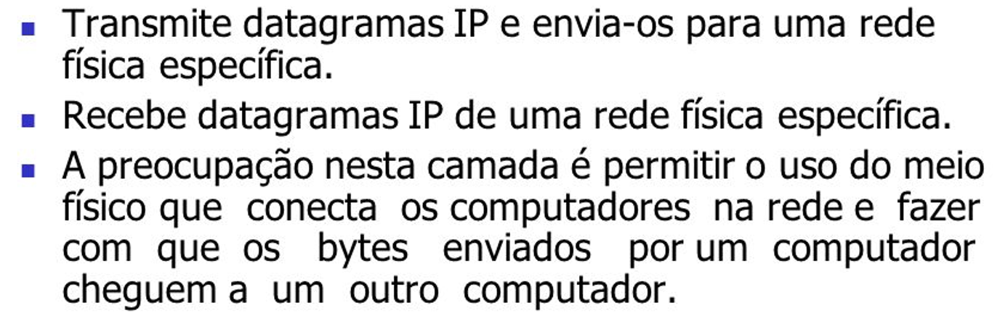 Transmite datagramas IP e envia-os para uma rede
física específica.
Recebe datagramas IP de uma rede física específica.
A preocupação nesta camada é permitir o uso do meio
físico que conecta os computadores na rede e fazer
com que os bytes enviados por um computador
cheguem a um outro computador.